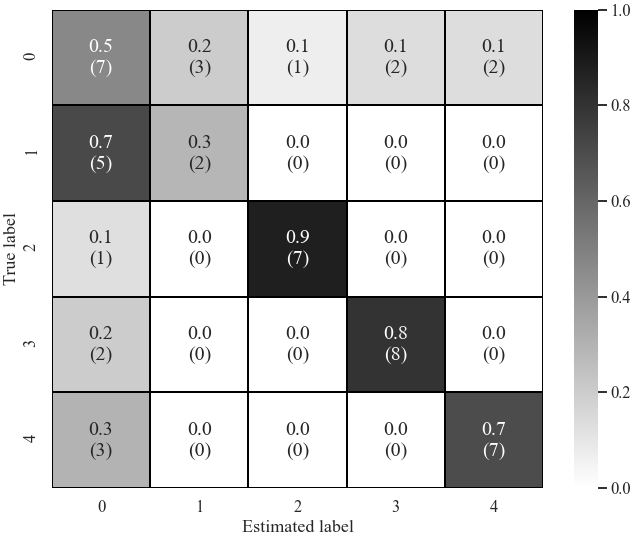 0.5 0.2 0.1 0.1 0.1
(7) (3) (1) (2) (2)
0.7 0.3 0.0 0.0 0.0
(5) (2) (0) (0) (0)
0.1 0.0 0.9 0.0 0.0
(1) (0) (7) (0) (0)
0.2 0.0 0.0 0.8 0.0
(2) (0) (0) (8) (0)
0.3 0.0 0.0 0.0 0.7
(3) (0) (0) (0) (7)
0 1 2 3 4
Estimated label
True label
0
1
2
3
4
1.0
0.8
0.6
0.4
0.2
0.0